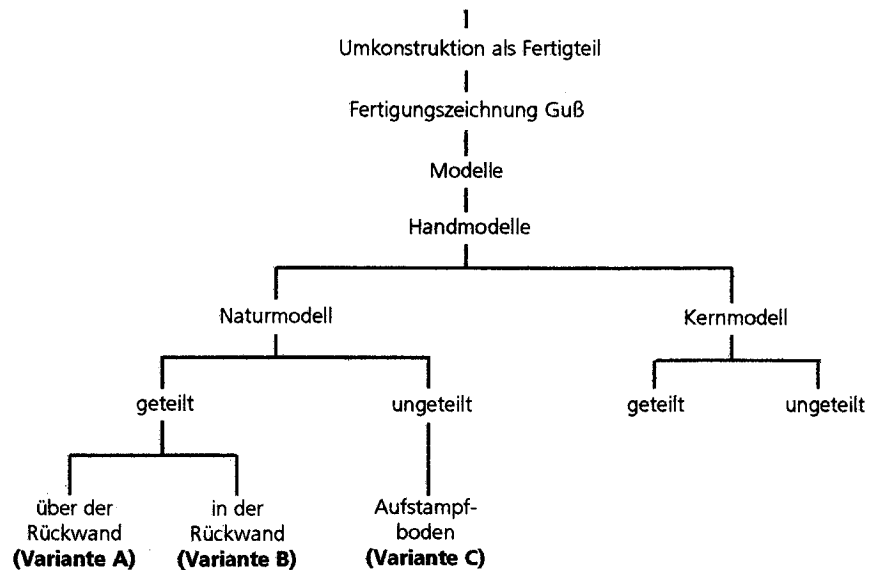 Umkonstruktion als Fertigteil
Fertigungszeichnung Guß
Modelle
Handmodelle
Naturmodell
Kernmodell
geteilt
ungeteilt
geteilt
ungeteilt
über der
Rückwand
(Variante A)
in der
Rückwand
(Variante B)
Aufstampf-
boden
(Variante C)